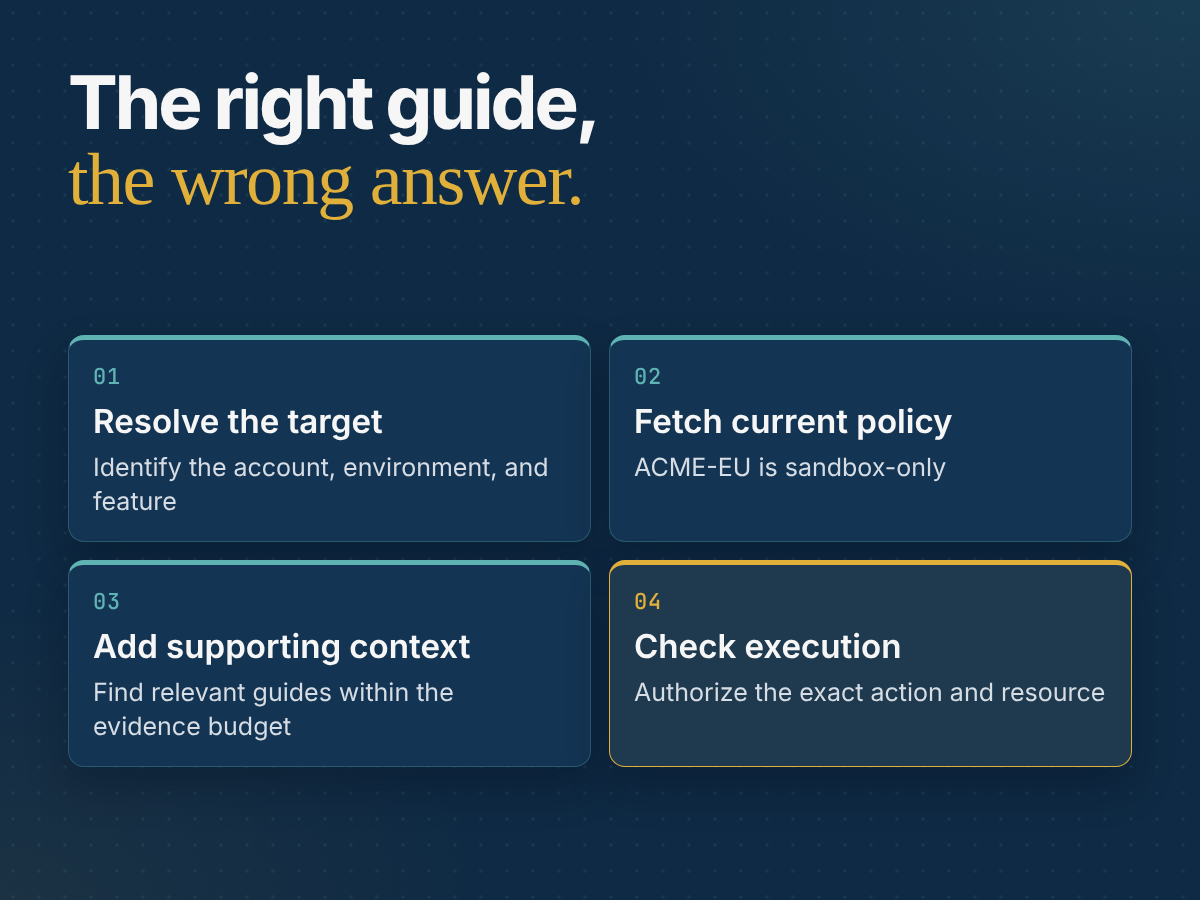 The right guide,
the wrong answer.
01
Resolve the target
Identify the account, environment, and
feature
02
Fetch current policy
ACME-EU is sandbox-only
03
Add supporting context
Find relevant guides within the
evidence budget
04
Check execution
Authorize the exact action and resource